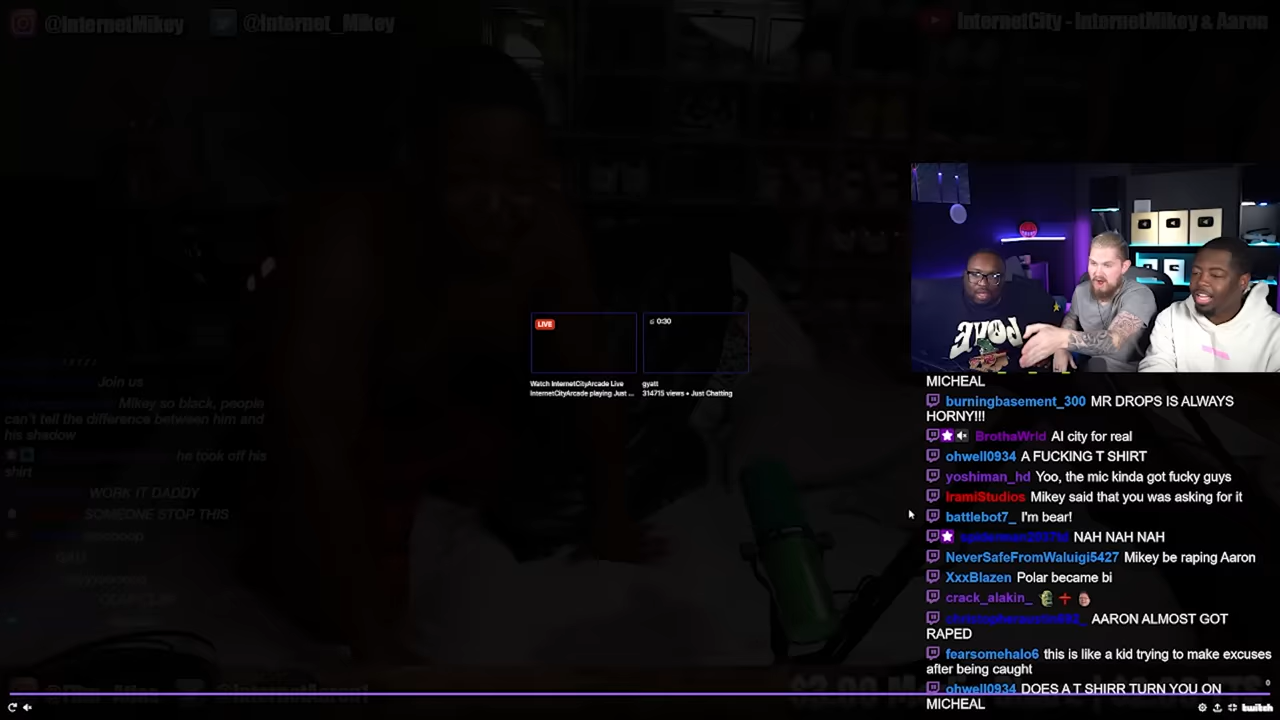 @InternetMikey
@Internet_Mikey
InternetCity - InternetMikey & Aaron
Join us
Mikey so black, people
can't tell the difference between him and
his shadow
he took off his
shirt
WORK IT DADDY
SOMEONE STOP THIS
LIVE
0:30
Watch InternetCityArcade Live
InternetCityArcade playing Just ...
gyatt
314715 views • Just Chatting
MICHEAL
burningbasement_300 MR DROPS IS ALWAYS
HORNY!!!
BrothaWrld AI city for real
ohwell0934 A FUCKING T SHIRT
yoshiman_hd Yoo, the mic kinda got fucky guys
IramiStudios Mikey said that you was asking for it
battlebot7_ I'm bear!
NAH NAH NAH
NeverSafeFromWaluigi5427 Mikey be raping Aaron
XxxBlazen Polar became bi
crack_alakin_
AARON ALMOST GOT
RAPED
fearsomehalo6 this is like a kid trying to make excuses
after being caught
ohwell0934 DOES A T SHIRR TURN YOU ON
MICHEAL
0
twitch